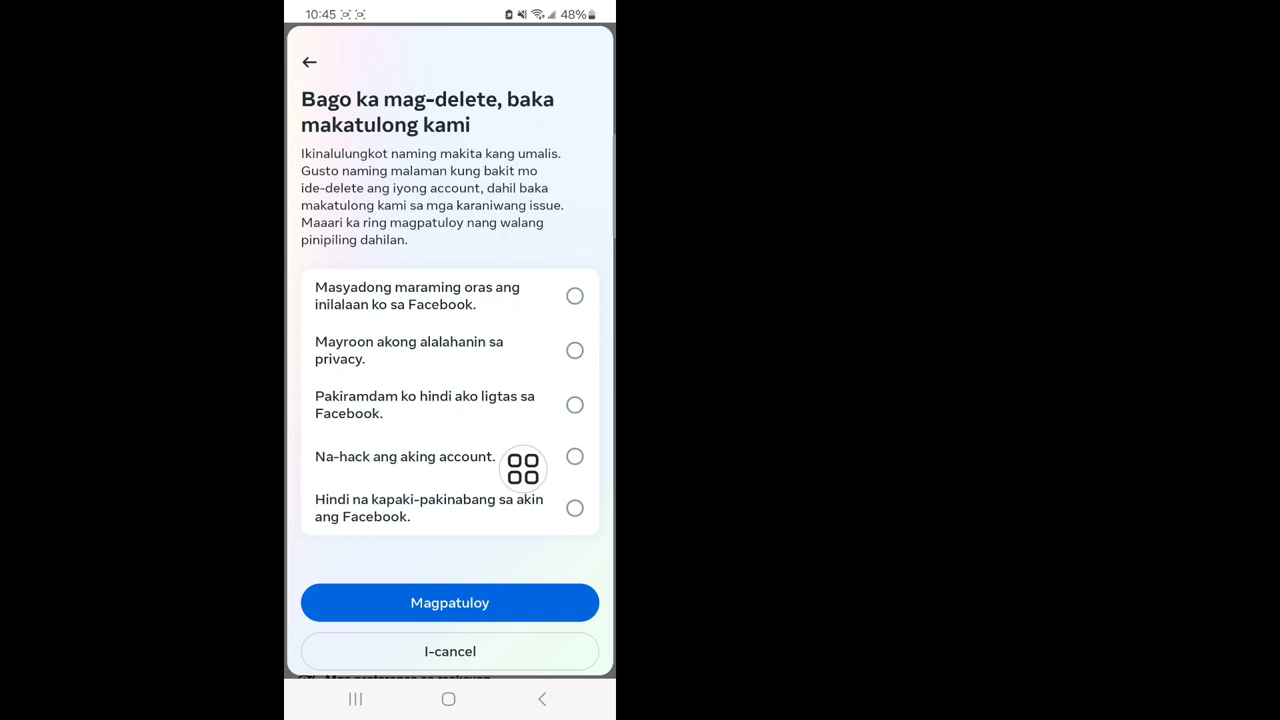 10:45
48%
Bago ka mag-delete, baka
makatulong kami
Ikinalulungkot naming makita kang umalis.
Gusto naming malaman kung bakit mo
ide-delete ang iyong account, dahil baka
makatulong kami sa mga karaniwang issue.
Maaari ka ring magpatuloy nang walang
pinipiling dahilan.
Masyadong maraming oras ang
inilalaan ko sa Facebook.
Mayroon akong alalahanin sa
privacy.
Pakiramdam ko hindi ako ligtas sa
Facebook.
Na-hack ang aking account.
Hindi na kapaki-pakinabang sa akin
ang Facebook.
Magpatuloy
I-cancel